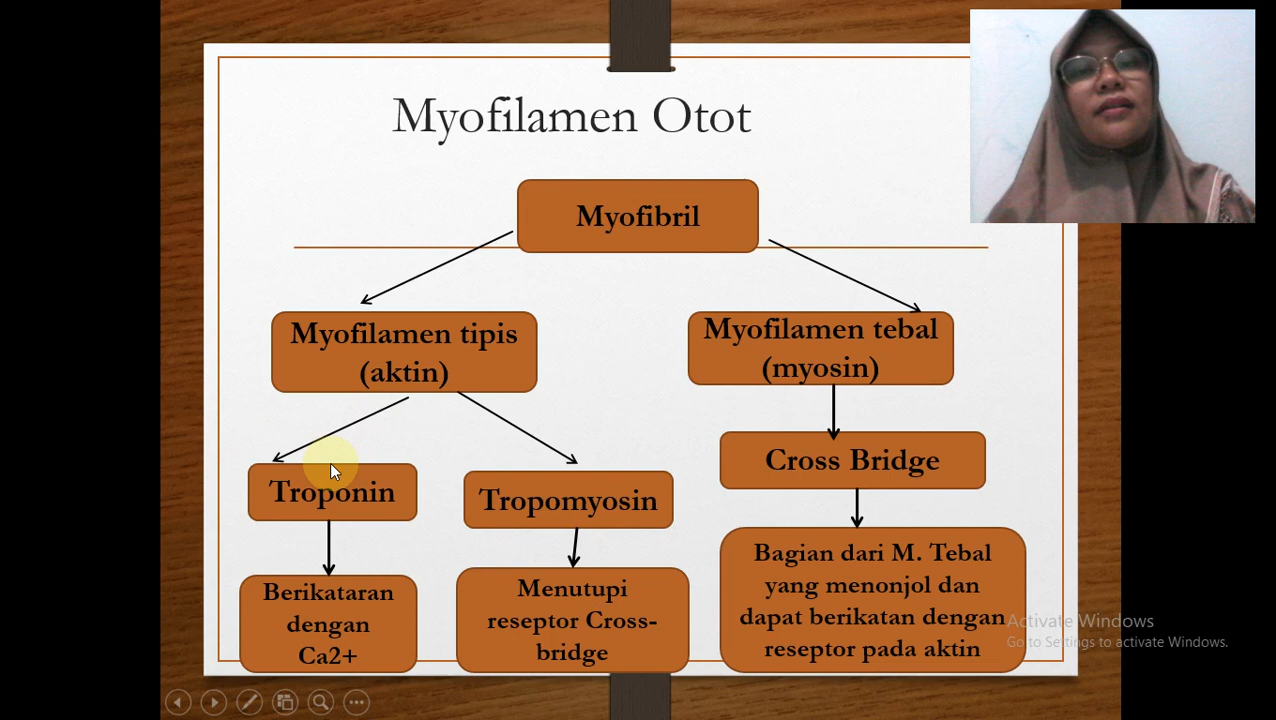 Myofilamen Otot
Myofibril
Myofilamen tipis
(aktin)
Myofilamen tebal
(myosin)
Troponin
Tropomyosin
Cross Bridge
Berikataran
dengan
Ca2+
Menutupi
reseptor Cross-
bridge
Bagian dari M. Tebal
yang menonjol dan
dapat berikatan dengan
reseptor pada aktin
Activate Windows
Go to Settings to activate Windows.